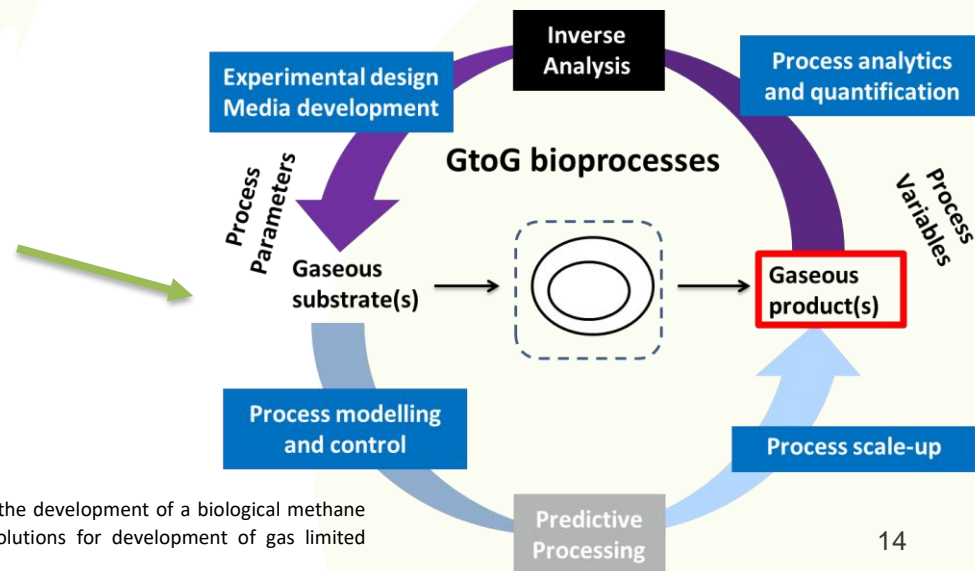 Inverse
Analysis
Experimental design
Media development
Process analytics
and quantification
GtoG bioprocesses
Process
Parameters
Process
Variables
Gaseous
substrate(s)
Gaseous
product(s)
Process modelling
and control
Process scale-up
the development of a biological methane
olutions for development of gas limited
Predictive
Processing
14